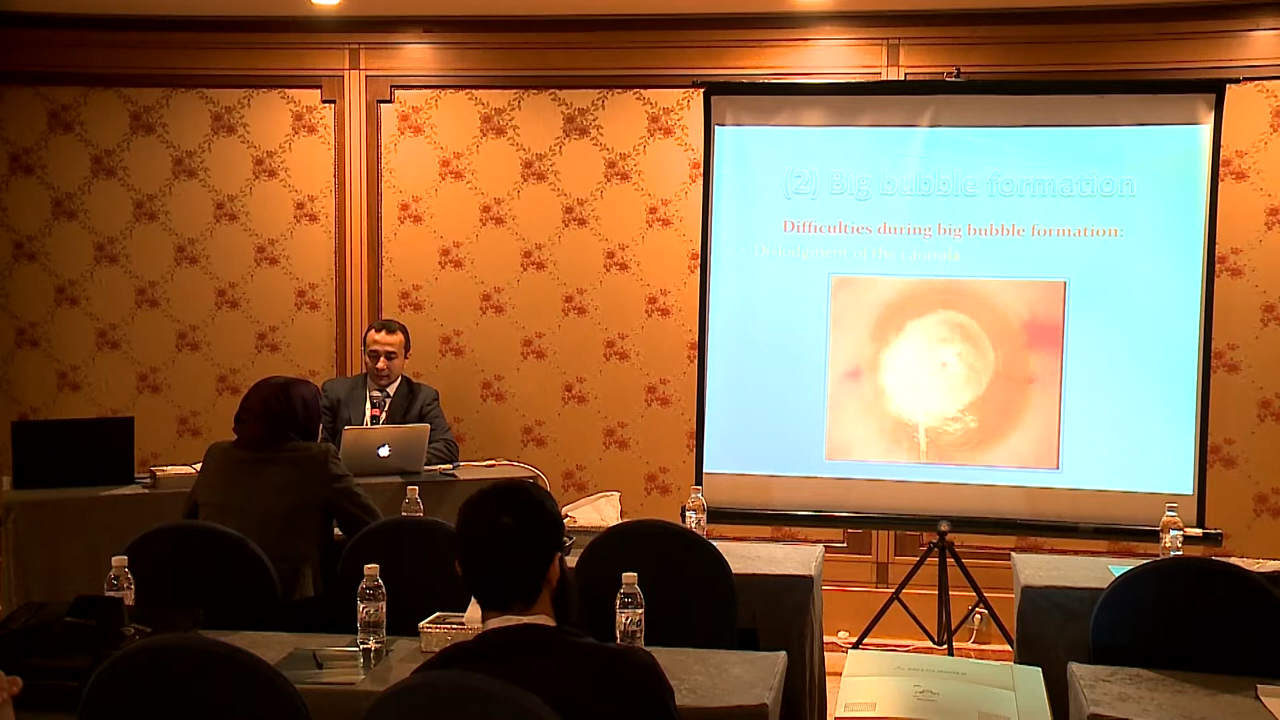 (2) Big bubble formation
Difficulties during big bubble formation:
Dislodgment of the cannula